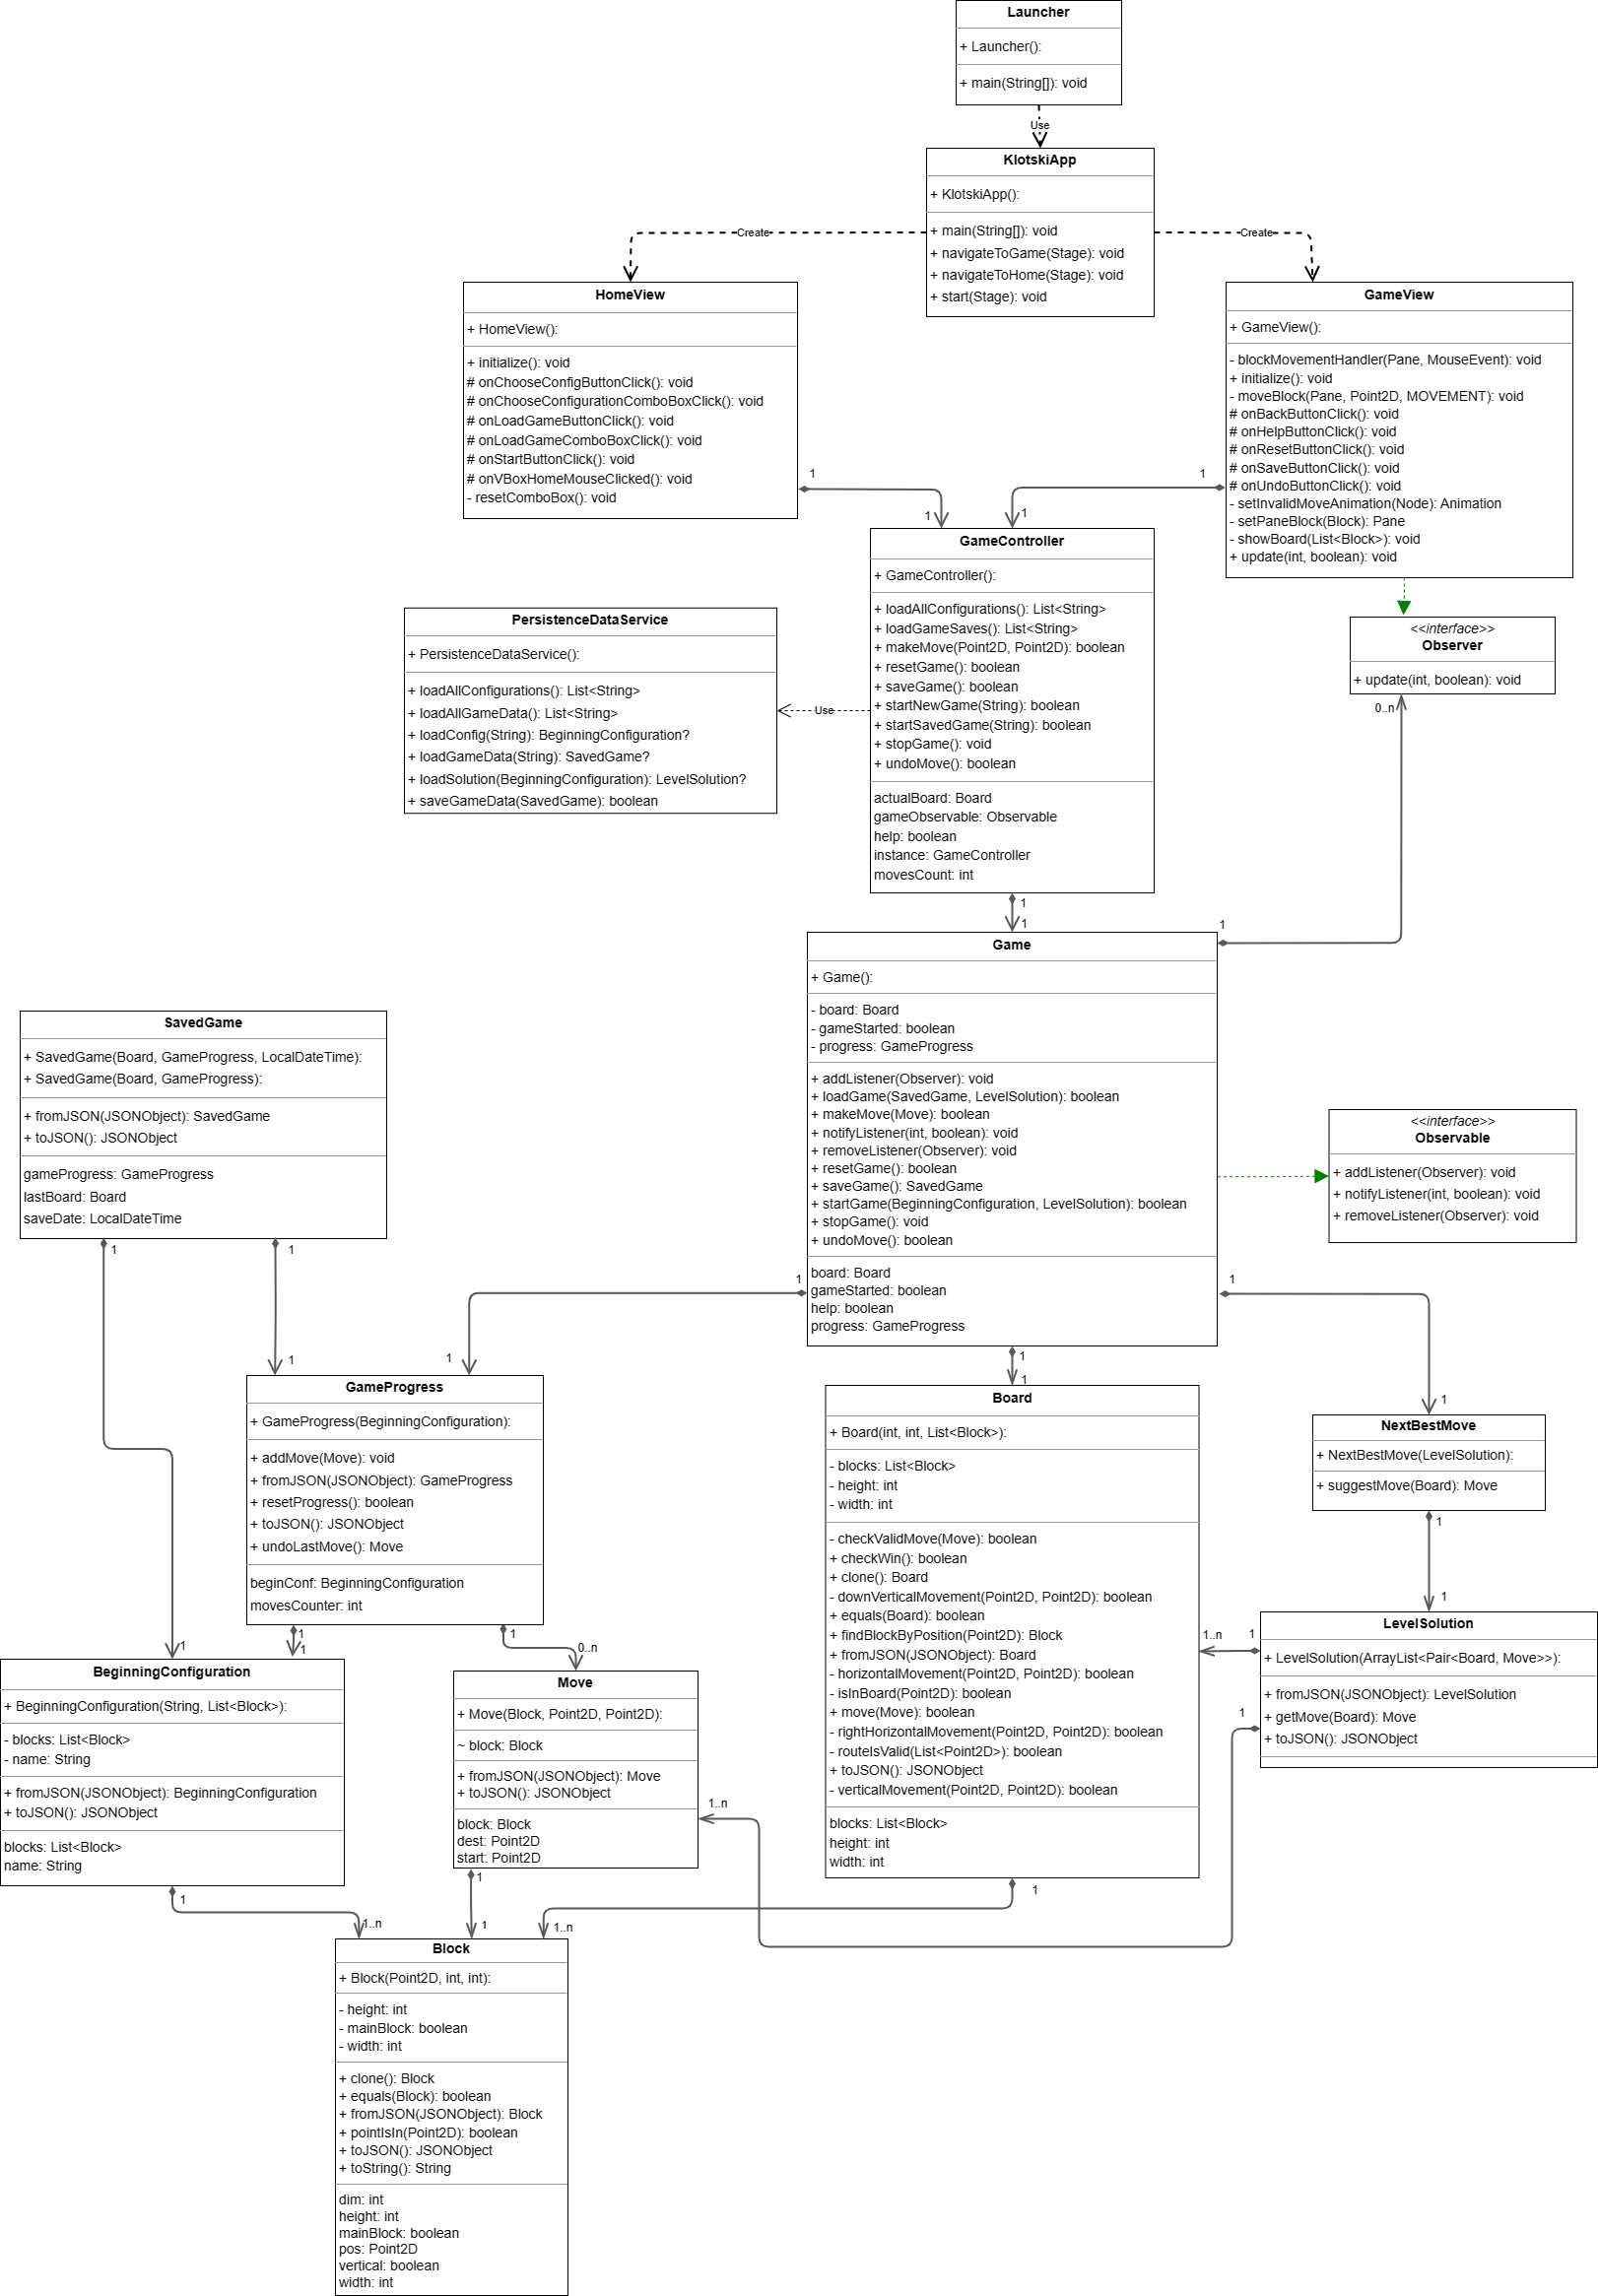 Launcher
+ Launcher():
+ main(String[]): void
Use
KlotskiApp
+ KlotskiApp():
+ main(String[]): void
+ navigateToGame(Stage): void
+ navigateToHome(Stage): void
+ start(Stage): void
Create
Create
HomeView
+ HomeView():
+ initialize(): void
# onChooseConfigButtonClick(): void
# onChooseConfigurationComboBoxClick(): void
# onLoadGameButtonClick(): void
# onLoadGameComboBoxClick(): void
# onStartButtonClick(): void
# onVBoxHomeMouseClicked(): void
- resetComboBox(): void
GameView
+ GameView():
- blockMovementHandler(Pane, MouseEvent): void
+ initialize(): void
- moveBlock(Pane, Point2D, MOVEMENT): void
# onBackButtonClick(): void
# onHelpButtonClick(): void
# onResetButtonClick(): void
# onSaveButtonClick(): void
# onUndoButtonClick(): void
- setInvalidMoveAnimation(Node): Animation
- setPaneBlock(Block): Pane
- showBoard(List<Block>): void
+ update(int, boolean): void
1
1
1
1
GameController
+ GameController():
+ loadAllConfigurations(): List<String>
+ loadGameSaves(): List<String>
+ makeMove(Point2D, Point2D): boolean
+ resetGame(): boolean
+ saveGame(): boolean
+ startNewGame(String): boolean
+ startSavedGame(String): boolean
+ stopGame(): void
+ undoMove(): boolean
actualBoard: Board
gameObservable: Observable
help: boolean
instance: GameController
movesCount: int
PersistenceDataService
+ PersistenceDataService():
+ loadAllConfigurations(): List<String>
+ loadAllGameData(): List<String>
+ loadConfig(String): BeginningConfiguration?
+ loadGameData(String): SavedGame?
+ loadSolution(BeginningConfiguration): LevelSolution?
+ saveGameData(SavedGame): boolean
Use
<<interface>>
Observer
+ update(int, boolean): void
0..n
1
1
1
Game
+ Game():
- board: Board
- gameStarted: boolean
- progress: GameProgress
+ addListener(Observer): void
+ loadGame(SavedGame, LevelSolution): boolean
+ makeMove(Move): boolean
+ notifyListener(int, boolean): void
+ removeListener(Observer): void
+ resetGame(): boolean
+ saveGame(): SavedGame
+ startGame(BeginningConfiguration, LevelSolution): boolean
+ stopGame(): void
+ undoMove(): boolean
board: Board
gameStarted: boolean
help: boolean
progress: GameProgress
SavedGame
+ SavedGame(Board, GameProgress, LocalDateTime):
+ SavedGame(Board, GameProgress):
+ fromJSON(JSONObject): SavedGame
+ toJSON(): JSONObject
gameProgress: GameProgress
lastBoard: Board
saveDate: LocalDateTime
<<interface>>
Observable
+ addListener(Observer): void
+ notifyListener(int, boolean): void
+ removeListener(Observer): void
1
1
1
1
1
1
1
1
1
GameProgress
+ GameProgress(BeginningConfiguration):
+ addMove(Move): void
+ fromJSON(JSONObject): GameProgress
+ resetProgress(): boolean
+ toJSON(): JSONObject
+ undoLastMove(): Move
beginConf: BeginningConfiguration
movesCounter: int
Board
+ Board(int, int, List<Block>):
- blocks: List<Block>
- height: int
- width: int
- checkValidMove(Move): boolean
+ checkWin(): boolean
+ clone(): Board
- downVerticalMovement(Point2D, Point2D): boolean
+ equals(Board): boolean
+ findBlockByPosition(Point2D): Block
+ fromJSON(JSONObject): Board
- horizontalMovement(Point2D, Point2D): boolean
- isInBoard(Point2D): boolean
+ move(Move): boolean
- rightHorizontalMovement(Point2D, Point2D): boolean
- routeIsValid(List<Point2D>): boolean
+ toJSON(): JSONObject
- verticalMovement(Point2D, Point2D): boolean
blocks: List<Block>
height: int
width: int
NextBestMove
+ NextBestMove(LevelSolution):
+ suggestMove(Board): Move
1
1
LevelSolution
+ LevelSolution(ArrayList<Pair<Board, Move>>):
+ fromJSON(JSONObject): LevelSolution
+ getMove(Board): Move
+ toJSON(): JSONObject
1..n
1
1
1
1
1
1
0..n
BeginningConfiguration
+ BeginningConfiguration(String, List<Block>):
- blocks: List<Block>
- name: String
+ fromJSON(JSONObject): BeginningConfiguration
+ toJSON(): JSONObject
blocks: List<Block>
name: String
Move
+ Move(Block, Point2D, Point2D):
~ block: Block
+ fromJSON(JSONObject): Move
+ toJSON(): JSONObject
block: Block
dest: Point2D
start: Point2D
1..n
1
1
1
1..n
1
1..n
Block
+ Block(Point2D, int, int):
- height: int
- mainBlock: boolean
- width: int
+ clone(): Block
+ equals(Block): boolean
+ fromJSON(JSONObject): Block
+ pointIsIn(Point2D): boolean
+ toJSON(): JSONObject
+ toString(): String
dim: int
height: int
mainBlock: boolean
pos: Point2D
vertical: boolean
width: int